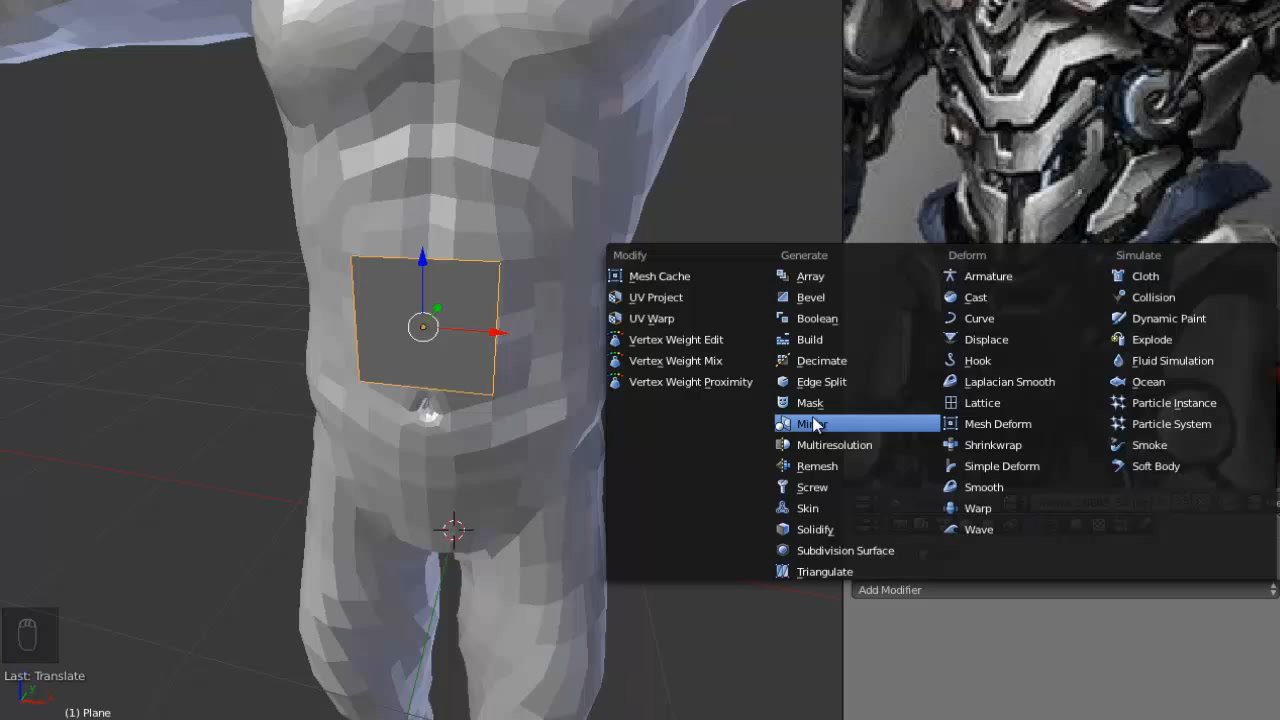 Modify
Mesh Cache
UV Project
UV Warp
Vertex Weight Edit
Vertex Weight Mix
Vertex Weight Proximity
Generate
Array
Bevel
Boolean
Build
Decimate
Edge Split
Mask
Multiresolution
Remesh
Screw
Skin
Solidify
Subdivision Surface
Triangulate
Deform
Armature
Cast
Curve
Displace
Hook
Laplacian Smooth
Lattice
Mesh Deform
Shrinkwrap
Simple Deform
Smooth
Warp
Wave
Simulate
Cloth
Collision
Dynamic Paint
Explode
Fluid Simulation
Ocean
Particle Instance
Particle System
Smoke
Soft Body
Add Modifier
Last: Translate
(1) Plane